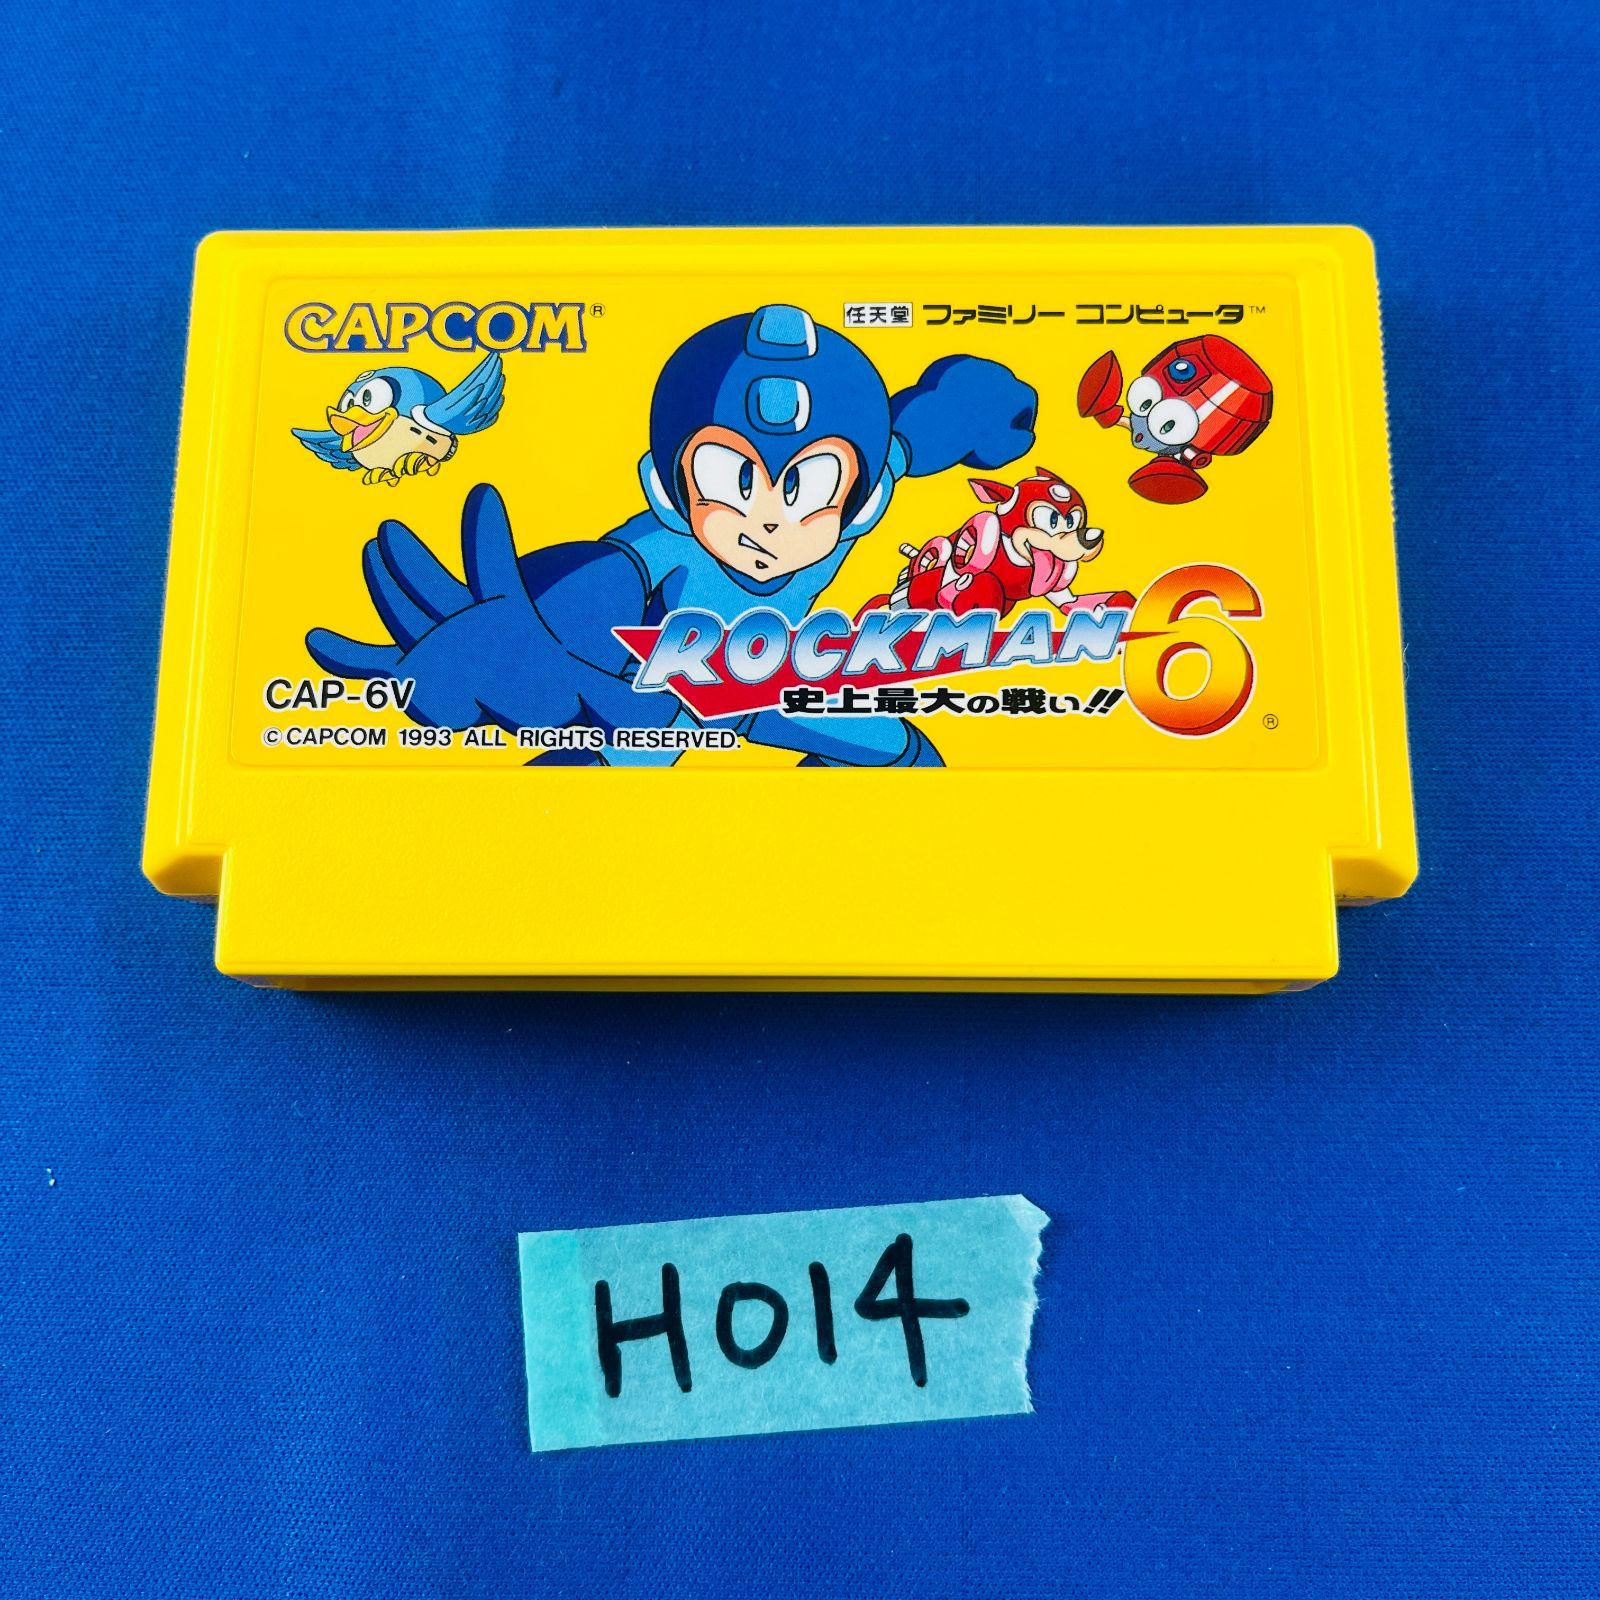 CAPCOM®
任天堂 ファミリー コンピュータ™
ROCKMAN 6
史上最大の戦い!! ®
CAP-6V
©CAPCOM 1993 ALL RIGHTS RESERVED.
H014